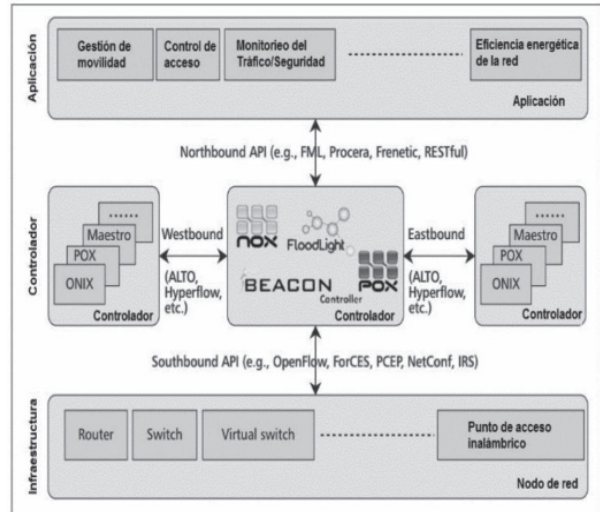 Aplicación
Gestión de
movilidad
Control de
acceso
Monitorieo del
Tráfico/Seguridad
Eficiencia energética
de la red
Aplicación
Northbound API (e.g., FML, Procera, Frenetic, RESTful)
Controlador
......
Maestro
POX
ONIX
Controlador
Westbound
(ALTO,
Hyperflow,
etc.)
nox
FloodLight
BEACON
Controller
POX
Controlador
Eastbound
(ALTO,
Hyperflow,
etc.)
......
Maestro
POX
ONIX
Controlador
Southbound API (e.g., OpenFlow, ForCES, PCEP, NetConf, IRS)
Infraestructura
Router
Switch
Virtual switch
Punto de acceso
inalámbrico
Nodo de red